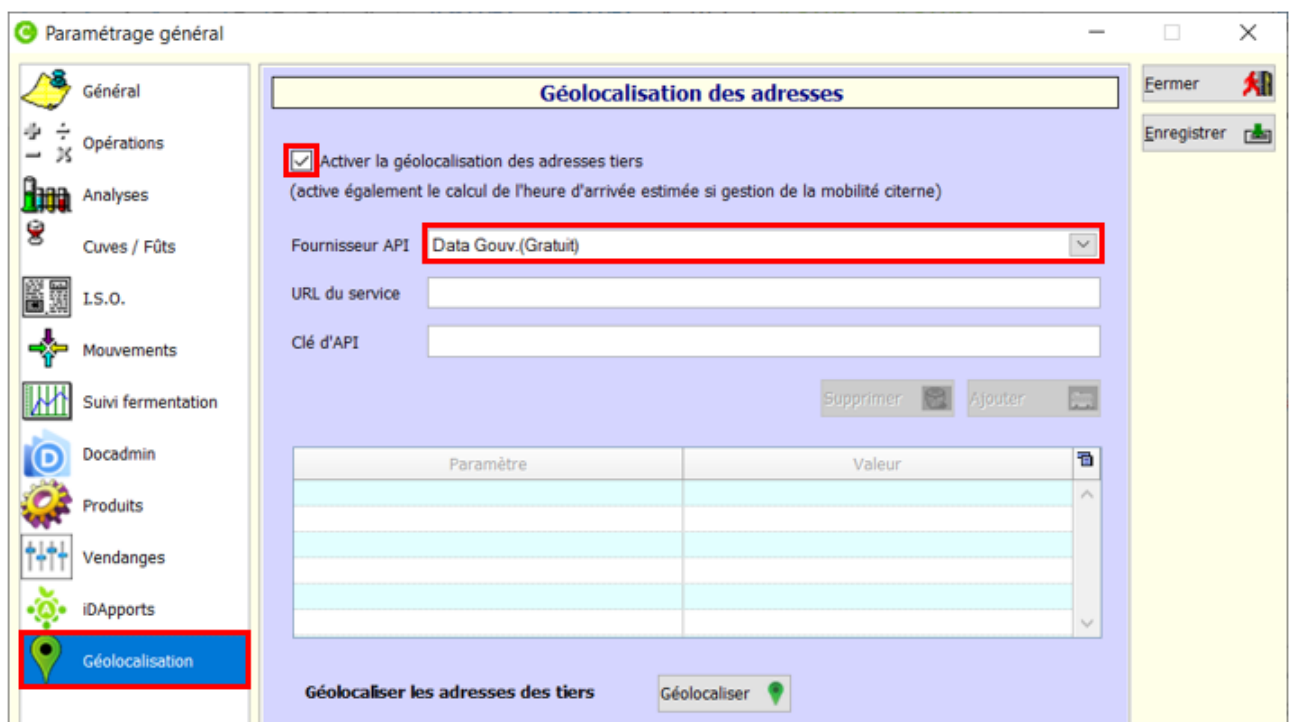 Paramétrage général
Général
Opérations
Analyses
Cuves / Fûts
I.S.O.
Mouvements
Suivi fermentation
Docadmin
Produits
Vendanges
iDApports
Géolocalisation
Géolocalisation des adresses
Activer la géolocalisation des adresses tiers
(active également le calcul de l'heure d'arrivée estimée si gestion de la mobilité citerne)
Fournisseur API Data Gouv.(Gratuit)
URL du service
Clé d'API
Supprimer Ajouter
Paramètre Valeur
Géolocaliser les adresses des tiers Géolocaliser
Fermer
Enregistrer